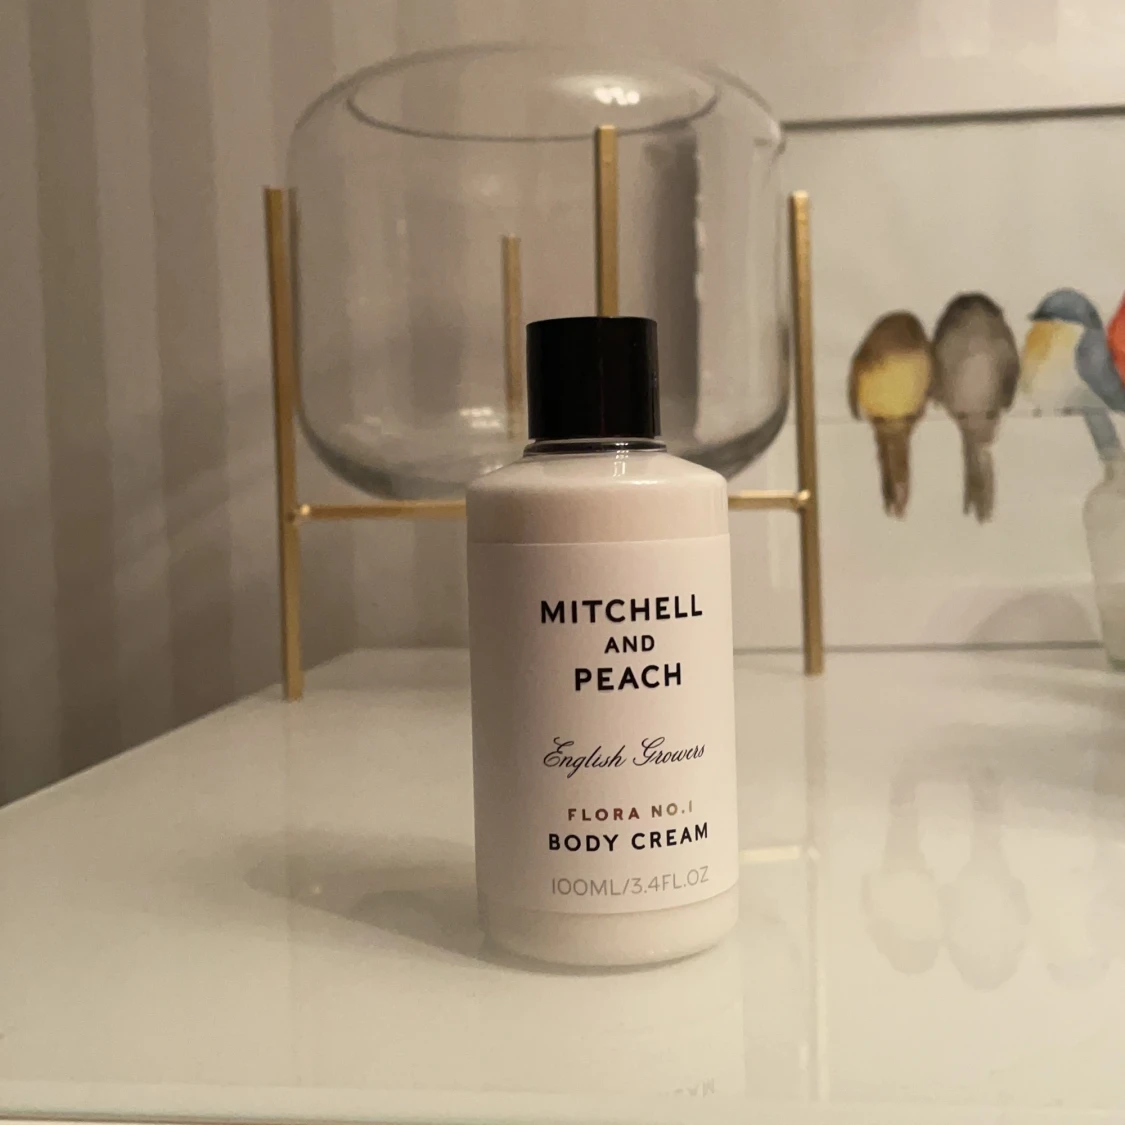 MITCHELL
AND
PEACH
English Growers
FLORA NO.1
BODY CREAM
100ML/3.4FL.OZ